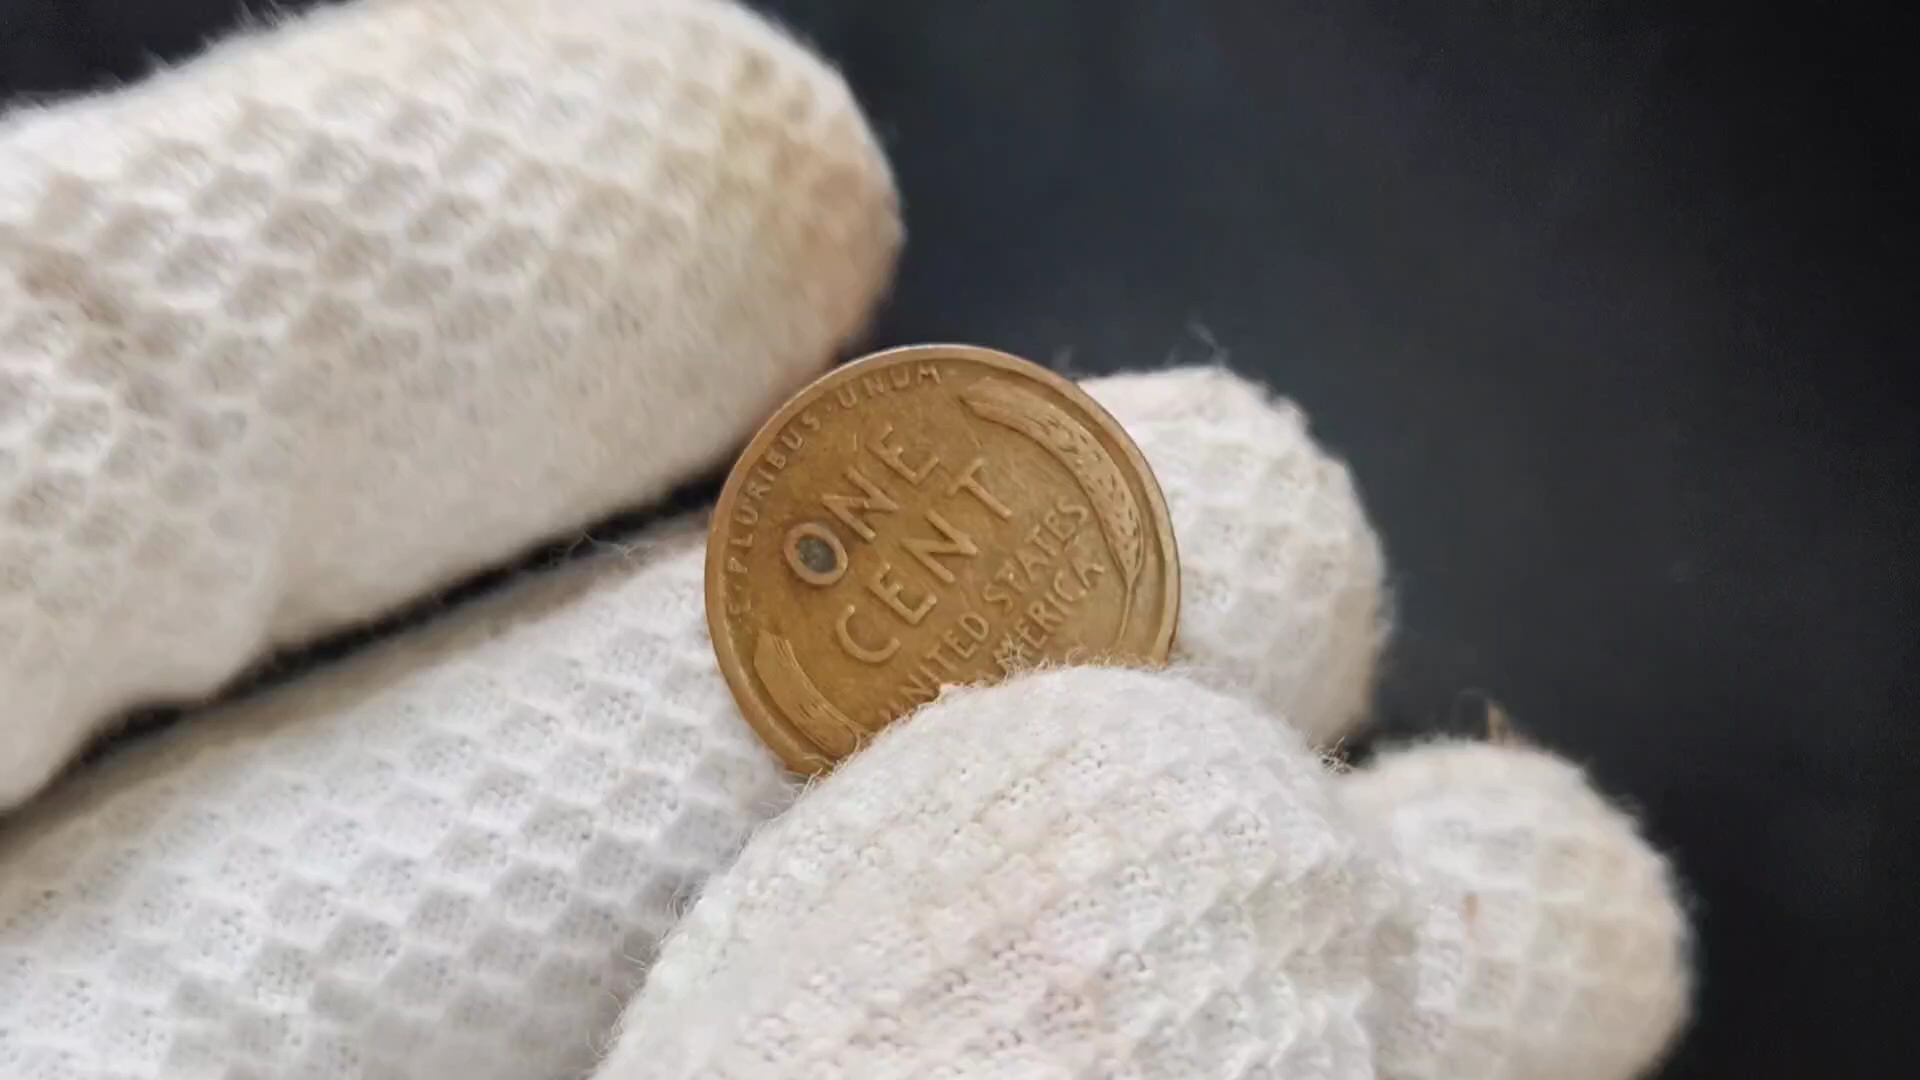 E·PLURIBUS·UNUM
ONE
CENT
UNITED STATES
AMERICA